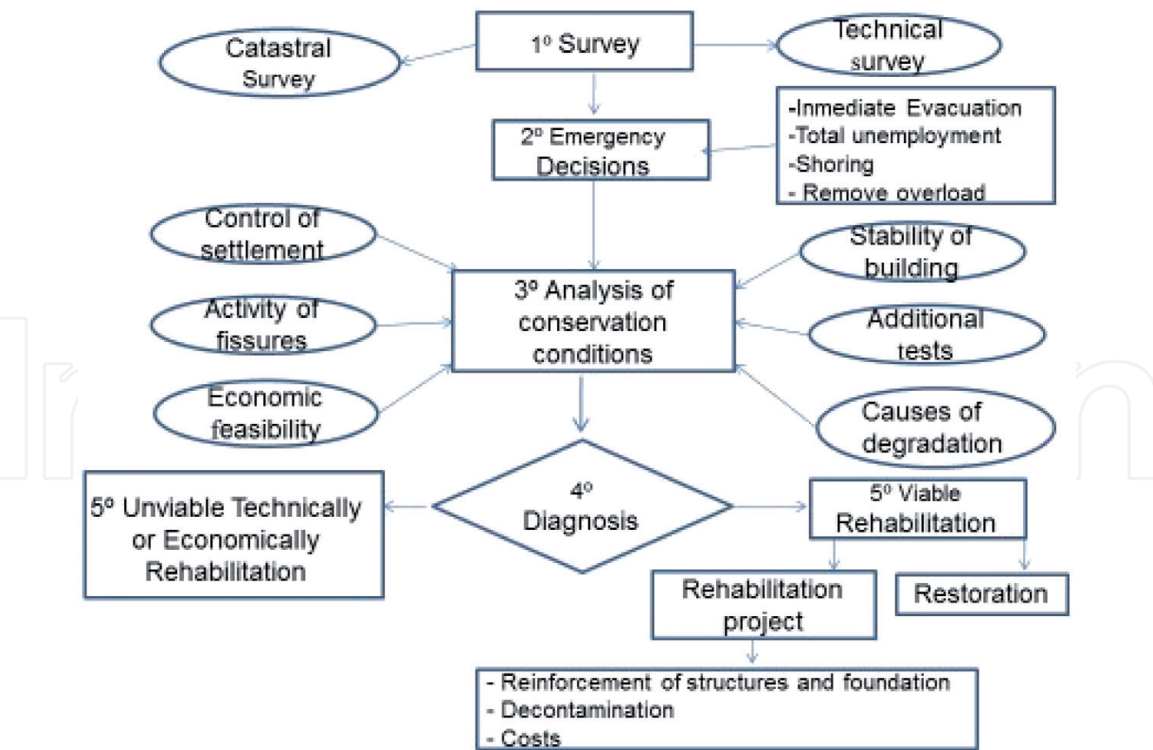 1º Survey
Catastral
Survey
Technical
survey
2º Emergency
Decisions
-Inmediate Evacuation
-Total unemployment
-Shoring
- Remove overload
Control of
settlement
Activity of
fissures
Economic
feasibility
3º Analysis of
conservation
conditions
Stability of
building
Additional
tests
Causes of
degradation
4º
Diagnosis
5º Unviable Technically
or Economically
Rehabilitation
5º Viable
Rehabilitation
Rehabilitation
project
Restoration
- Reinforcement of structures and foundation
- Decontamination
- Costs